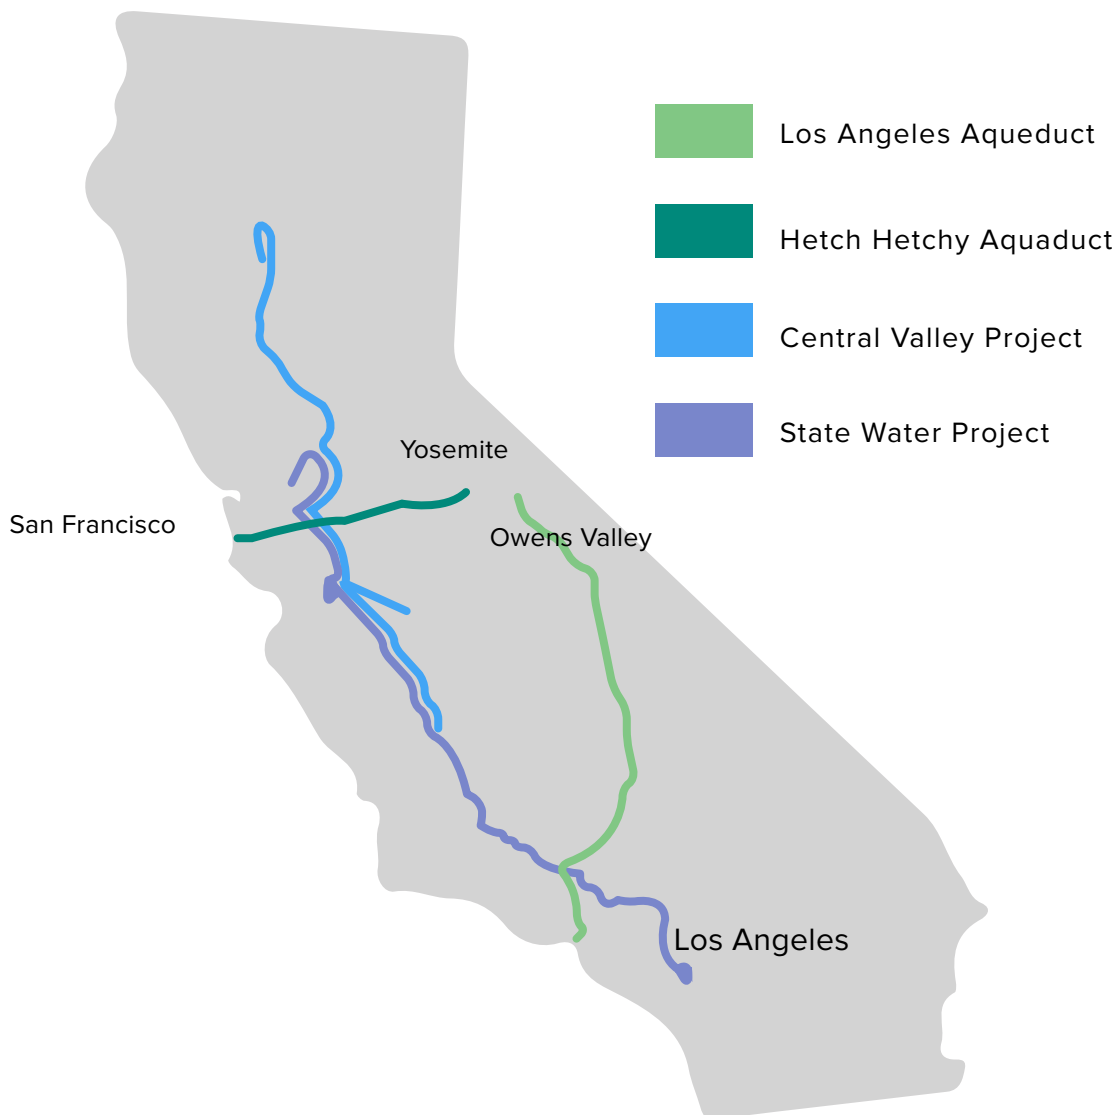 Los Angeles Aqueduct
Hetch Hetchy Aquaduct
Central Valley Project
State Water Project
Yosemite
San Francisco
Owens Valley
Los Angeles